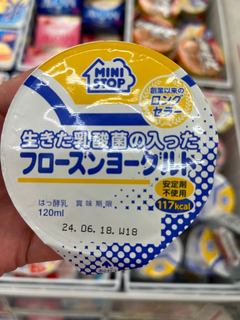 MINI
STOP
創業以来の
ロング
セラー
生きた乳酸菌の入った
フローズンヨーグルト
安定剤
不使用
117kcal
はっ酵乳 賞味期限
120ml
24.06.18.W18